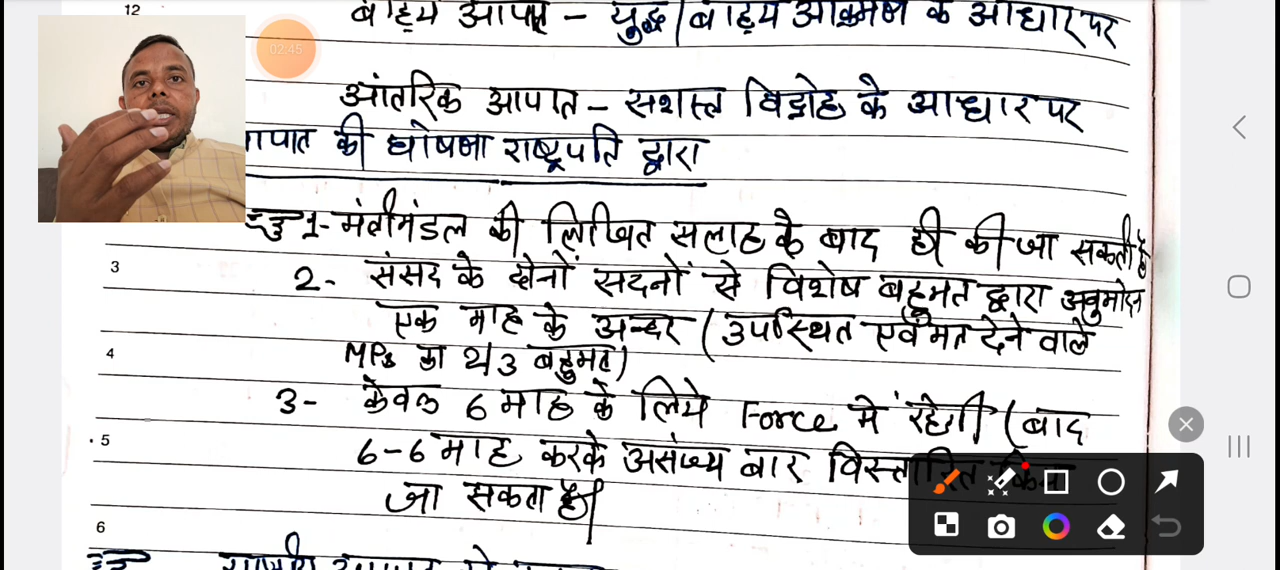 12
बाह्य आपात - युद्ध / बाह्य आक्रमण के आधार पर
02:45
आंतरिक आपात - सशस्त्र विद्रोह के आधार पर
पात की घोषणा राष्ट्रपति द्वारा
1- मंत्रीमंडल की लिखित सलाह के बाद ही की जा सकती है
3
2- संसद के दोनों सदनों से विशेष बहुमत द्वारा अनुमोदन
एक माह के अन्दर (उपस्थित एवं मत देने वाले
4
MPs का 2/3 बहुमत)
3- केवल 6 माह के लिये Force में रहेगी (बाद
5
6-6 माह करके असंख्य बार विस्तारित
जा सकता है।
6